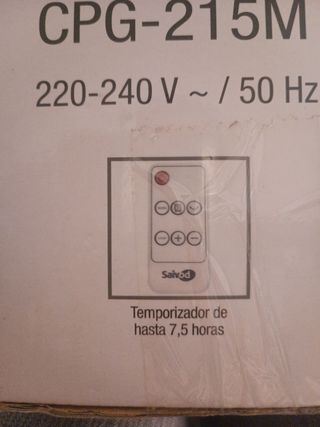 CPG-215M
220-240 V ~ / 50 Hz
Salvod
Temporizador de
hasta 7,5 horas